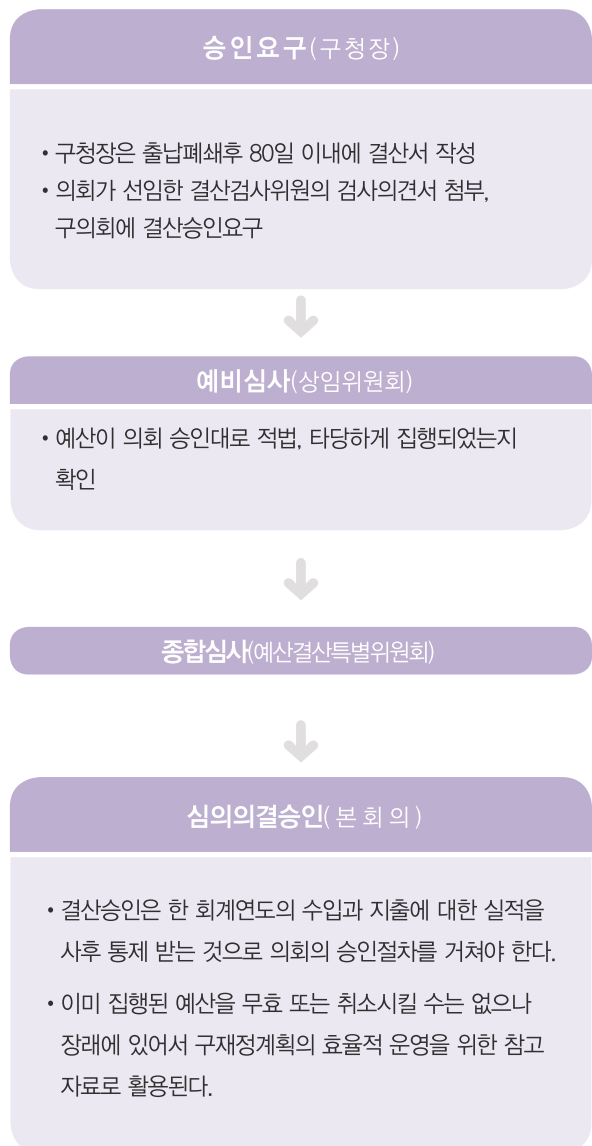 승인요구(구청장)
• 구청장은 출납폐쇄후 80일 이내에 결산서 작성
• 의회가 선임한 결산검사위원의 검사의견서 첨부,
구의회에 결산승인요구
예비심사(상임위원회)
• 예산이 의회 승인대로 적법, 타당하게 집행되었는지
확인
종합심사(예산결산특별위원회)
심의의결승인( 본 회 의 )
• 결산승인은 한 회계연도의 수입과 지출에 대한 실적을
사후 통제 받는 것으로 의회의 승인절차를 거쳐야 한다.
• 이미 집행된 예산을 무효 또는 취소시킬 수는 없으나
장래에 있어서 구재정계획의 효율적 운영을 위한 참고
자료로 활용된다.